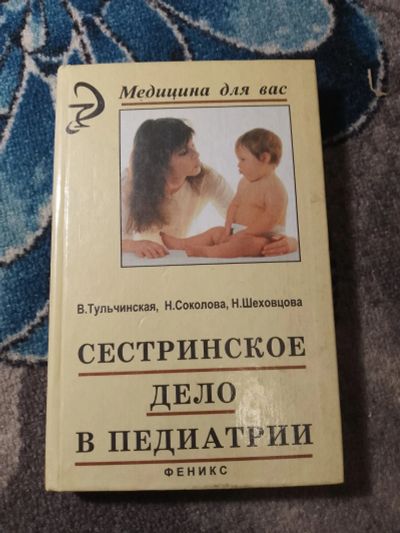 Медицина для вас
В.Тульчинская, Н.Соколова, Н.Шеховцова
СЕСТРИНСКОЕ
ДЕЛО
В ПЕДИАТРИИ
ФЕНИКС